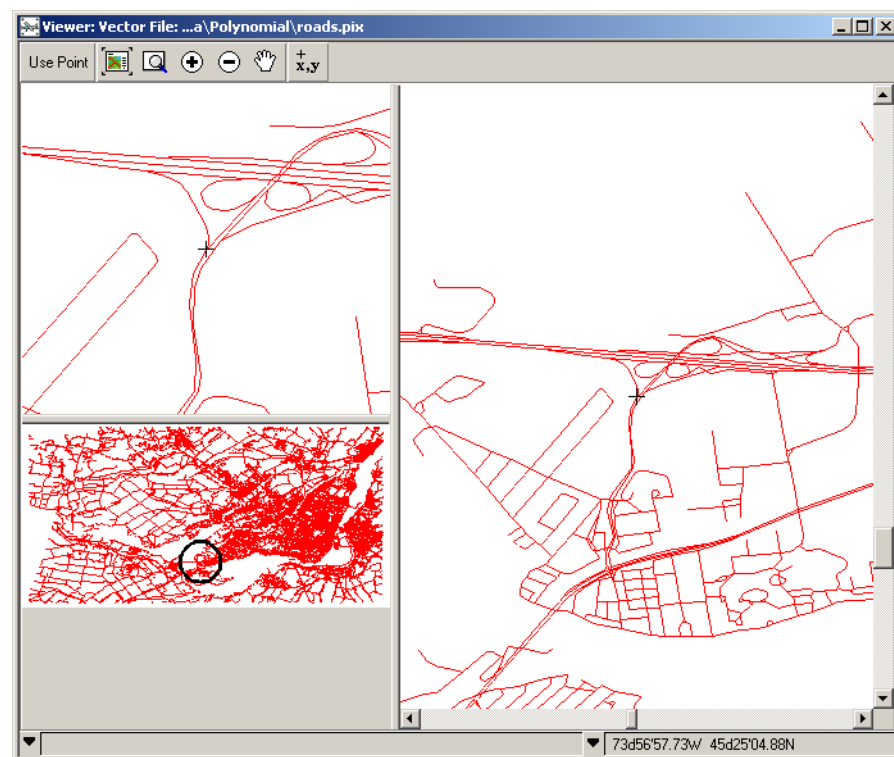 Viewer: Vector File: ...a\Polynomial\roads.pix
Use Point
x,y
73d56'57.73W 45d25'04.88N